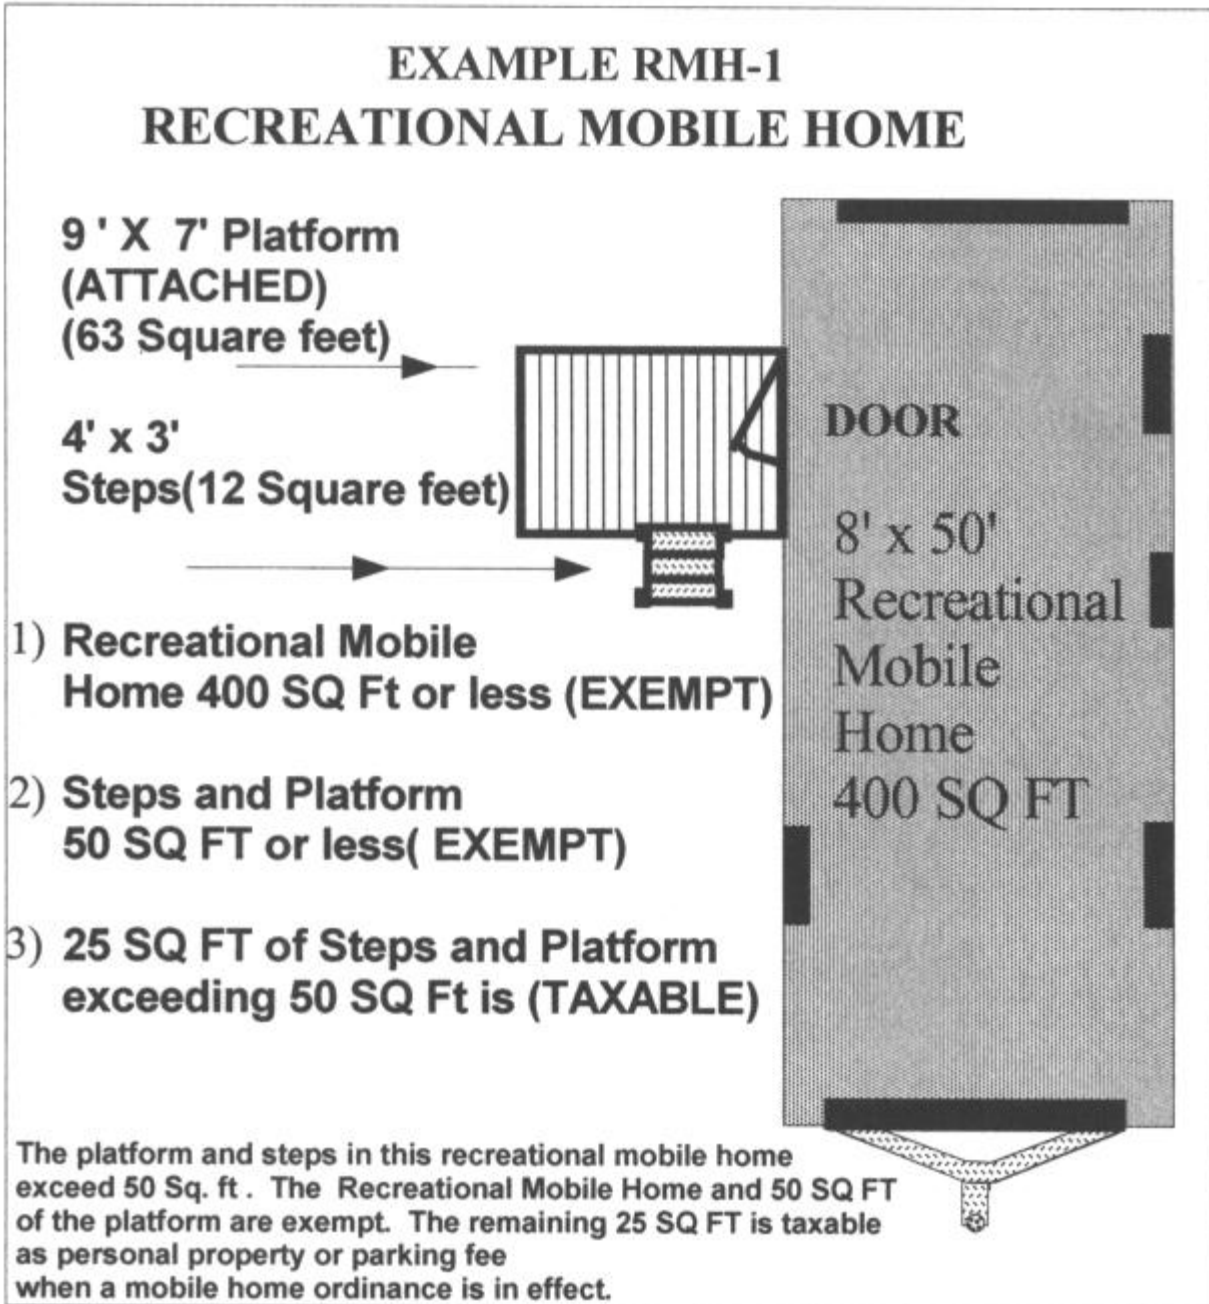 EXAMPLE RMH-1
RECREATIONAL MOBILE HOME
9 ' X 7' Platform
(ATTACHED)
(63 Square feet)
4' x 3'
Steps(12 Square feet)
DOOR
8' x 50'
Recreational
Mobile
Home
400 SQ FT
1) Recreational Mobile
Home 400 SQ Ft or less (EXEMPT)
2) Steps and Platform
50 SQ FT or less( EXEMPT)
3) 25 SQ FT of Steps and Platform
exceeding 50 SQ Ft is (TAXABLE)
The platform and steps in this recreational mobile home
exceed 50 Sq. ft . The Recreational Mobile Home and 50 SQ FT
of the platform are exempt. The remaining 25 SQ FT is taxable
as personal property or parking fee
when a mobile home ordinance is in effect.